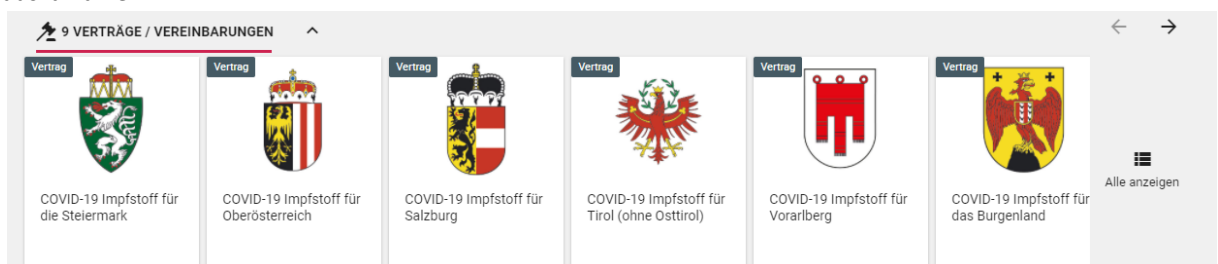 9 VERTRÄGE / VEREINBARUNGEN
Vertrag
COVID-19 Impfstoff für
die Steiermark
Vertrag
COVID-19 Impfstoff für
Oberösterreich
Vertrag
COVID-19 Impfstoff für
Salzburg
Vertrag
COVID-19 Impfstoff für
Tirol (ohne Osttirol)
Vertrag
COVID-19 Impfstoff für
Vorarlberg
Vertrag
COVID-19 Impfstoff für
das Burgenland
Alle anzeigen